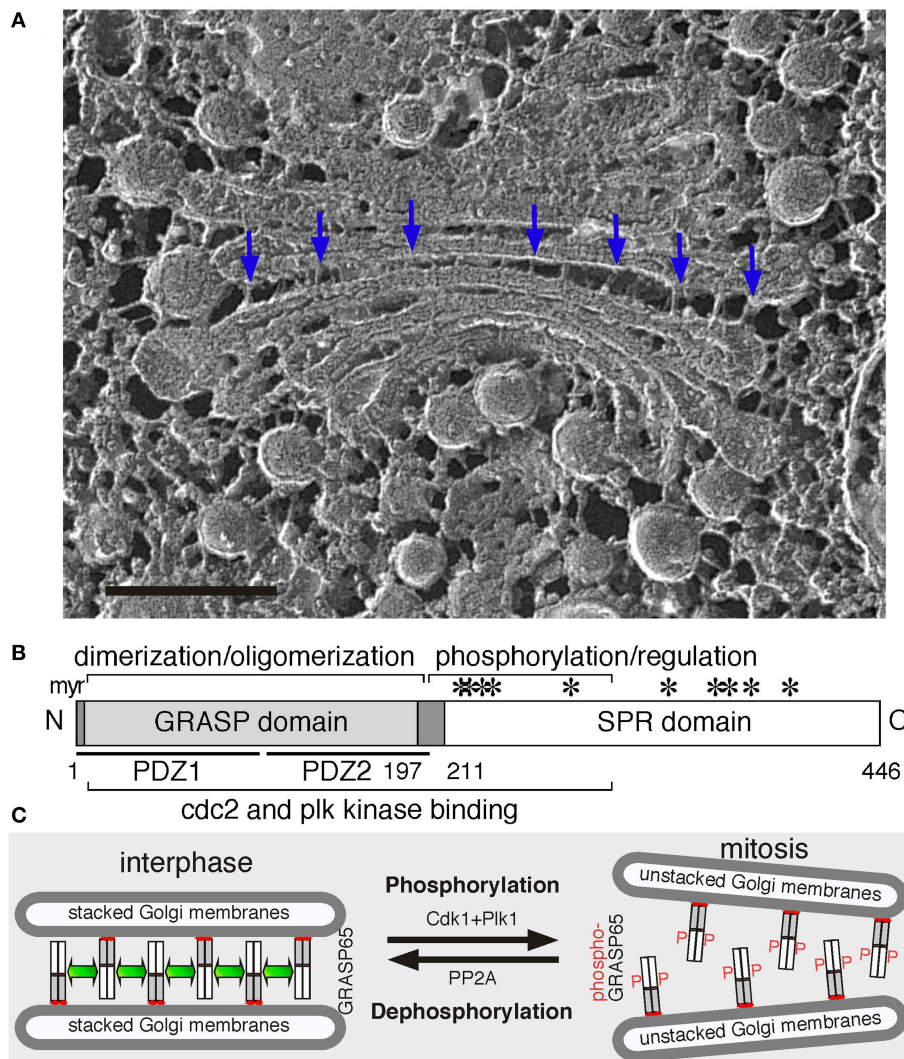 A
B
dimerization/oligomerization phosphorylation/regulation
myr * * * * * * * * * *
N GRASP domain SPR domain C
1 PDZ1 PDZ2 197 211 446
cdc2 and plk kinase binding
C
interphase mitosis
stacked Golgi membranes
GRASP65
stacked Golgi membranes
Phosphorylation
Cdk1+Plk1
PP2A
Dephosphorylation
unstacked Golgi membranes
phospho-
GRASP65
P P P P P P
P P P P
unstacked Golgi membranes